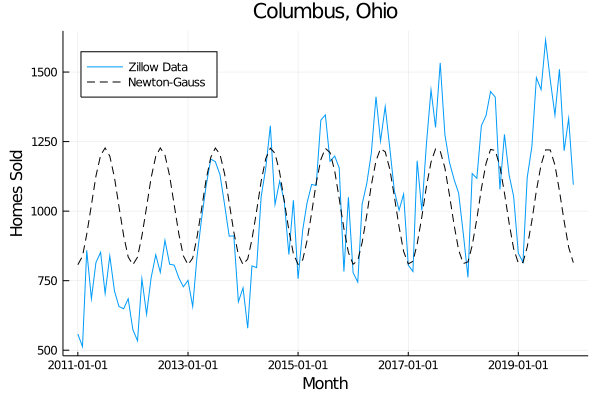 Columbus, Ohio
Zillow Data
Newton-Gauss
Homes Sold
1500
1250
1000
750
500
2011-01-01 2013-01-01 2015-01-01 2017-01-01 2019-01-01
Month